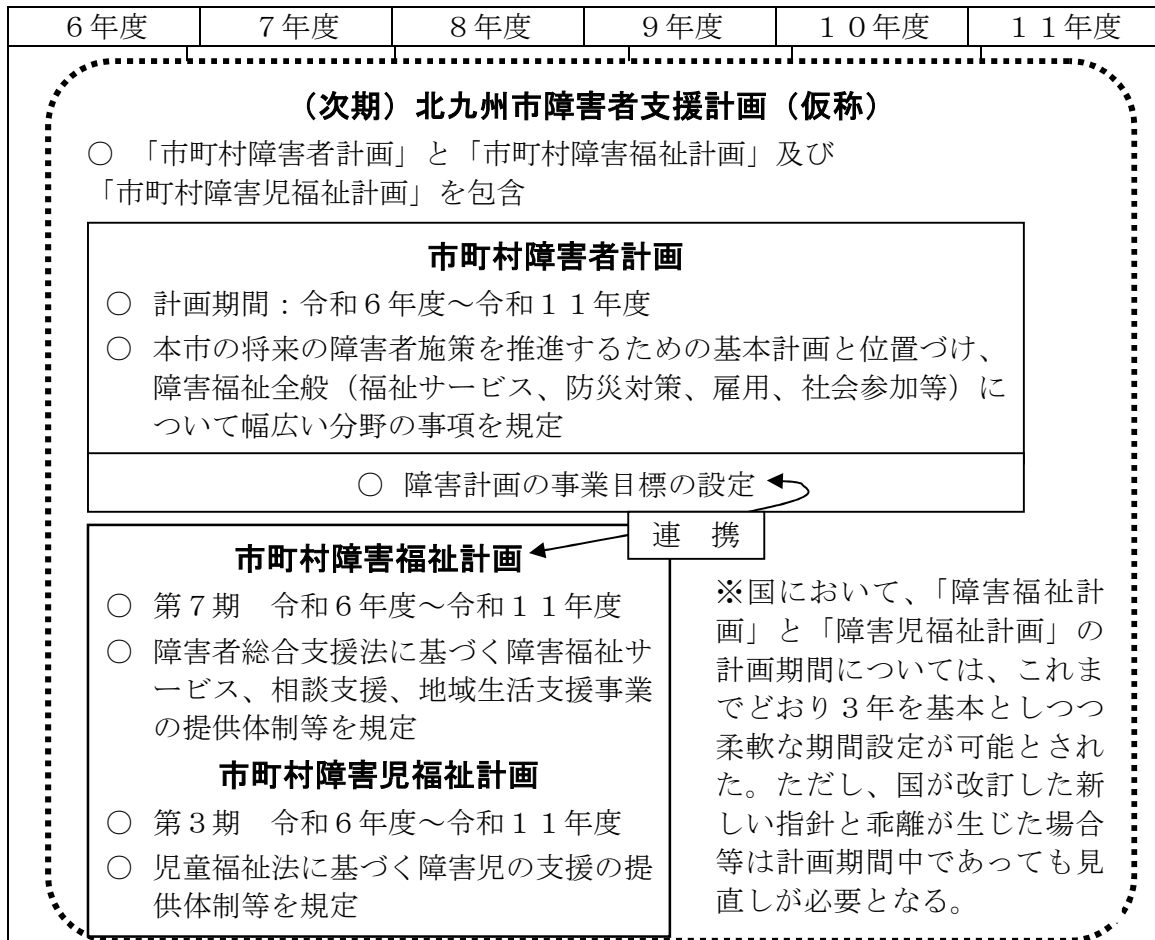 ６年度 ７年度 ８年度 ９年度 １０年度 １１年度
（次期）北九州市障害者支援計画（仮称）
○ 「市町村障害者計画」と「市町村障害福祉計画」及び
「市町村障害児福祉計画」を包含
市町村障害者計画
○ 計画期間：令和６年度～令和１１年度
○ 本市の将来の障害者施策を推進するための基本計画と位置づけ、
障害福祉全般（福祉サービス、防災対策、雇用、社会参加等）に
ついて幅広い分野の事項を規定
○ 障害計画の事業目標の設定
連 携
市町村障害福祉計画
○ 第７期 令和６年度～令和１１年度
○ 障害者総合支援法に基づく障害福祉サ
ービス、相談支援、地域生活支援事業
の提供体制等を規定
市町村障害児福祉計画
○ 第３期 令和６年度～令和１１年度
○ 児童福祉法に基づく障害児の支援の提
供体制等を規定
※国において、「障害福祉計
画」と「障害児福祉計画」の
計画期間については、これま
でどおり３年を基本としつつ
柔軟な期間設定が可能とされ
た。ただし、国が改訂した新
しい指針と乖離が生じた場合
等は計画期間中であっても見
直しが必要となる。